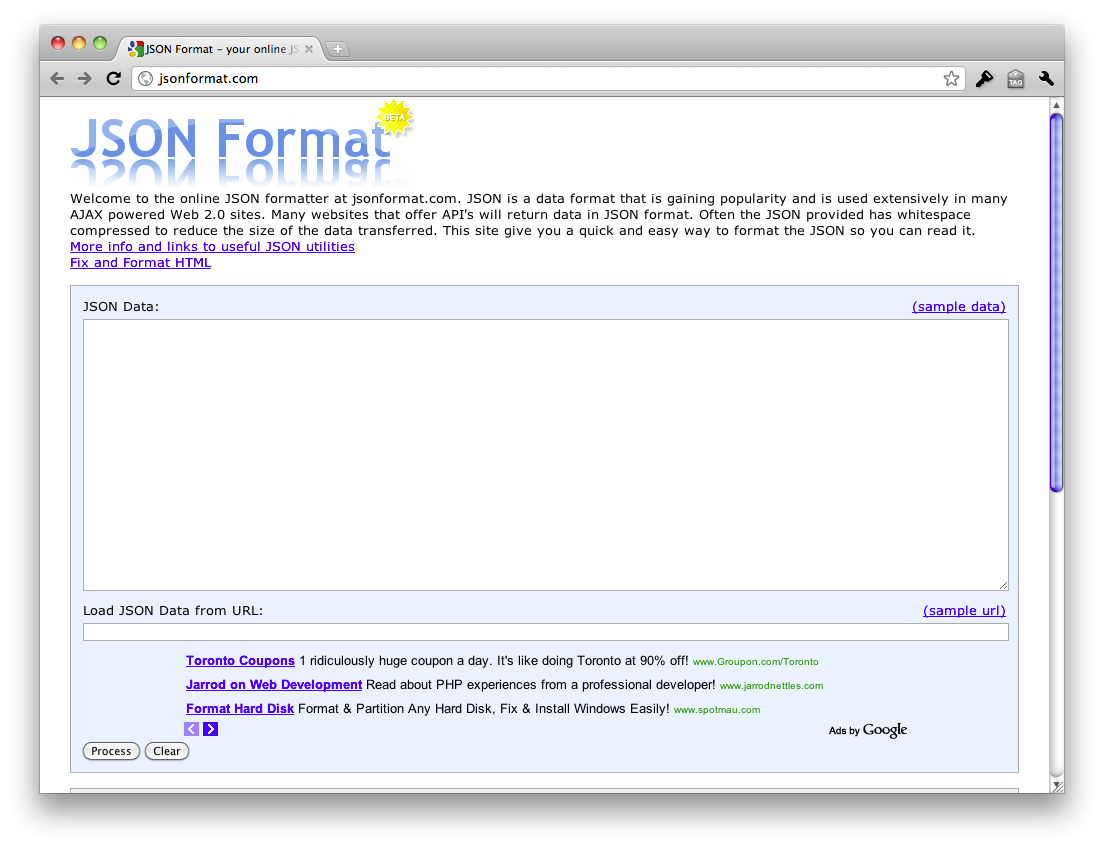 JSON Format – your online JS
jsonformat.com
TAG
JSON Format
BETA
Welcome to the online JSON formatter at jsonformat.com. JSON is a data format that is gaining popularity and is used extensively in many
AJAX powered Web 2.0 sites. Many websites that offer API's will return data in JSON format. Often the JSON provided has whitespace
compressed to reduce the size of the data transferred. This site give you a quick and easy way to format the JSON so you can read it.
More info and links to useful JSON utilities
Fix and Format HTML
JSON Data: (sample data)
Load JSON Data from URL: (sample url)
Toronto Coupons 1 ridiculously huge coupon a day. It's like doing Toronto at 90% off! www.Groupon.com/Toronto
Jarrod on Web Development Read about PHP experiences from a professional developer! www.jarrodnettles.com
Format Hard Disk Format & Partition Any Hard Disk, Fix & Install Windows Easily! www.spotmau.com
Ads by Google
Process Clear